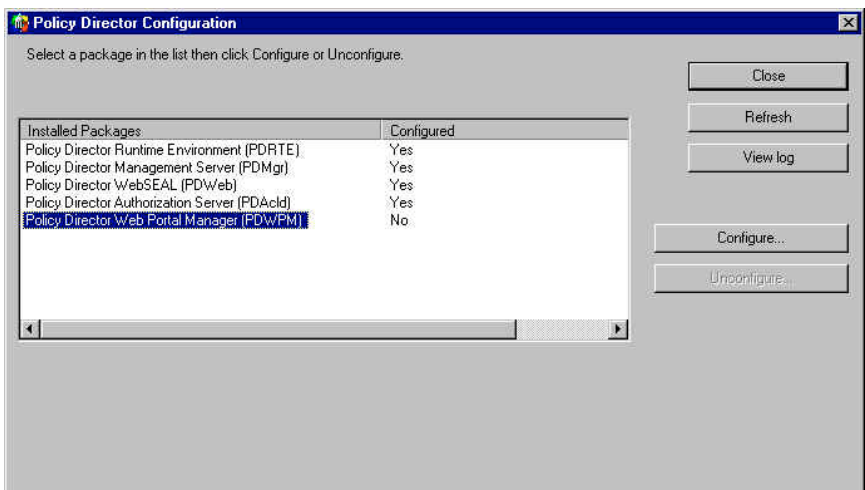 Policy Director Configuration
Select a package in the list then click Configure or Unconfigure.
Close
Refresh
View log
Installed Packages Configured
Policy Director Runtime Environment (PDRTE) Yes
Policy Director Management Server (PDMgr) Yes
Policy Director WebSEAL (PDWeb) Yes
Policy Director Authorization Server (PDAcld) Yes
Policy Director Web Portal Manager (PDWPM) No
Configure...
Unconfigure...